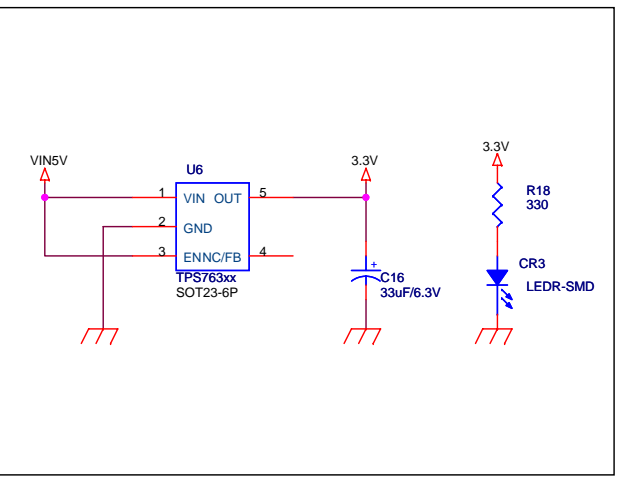 VIN5V
U6
3.3V
3.3V
1 VIN OUT 5
2 GND
3 ENNC/FB 4
TPS763xx
SOT23-6P
+
C16
33uF/6.3V
R18
330
CR3
LEDR-SMD